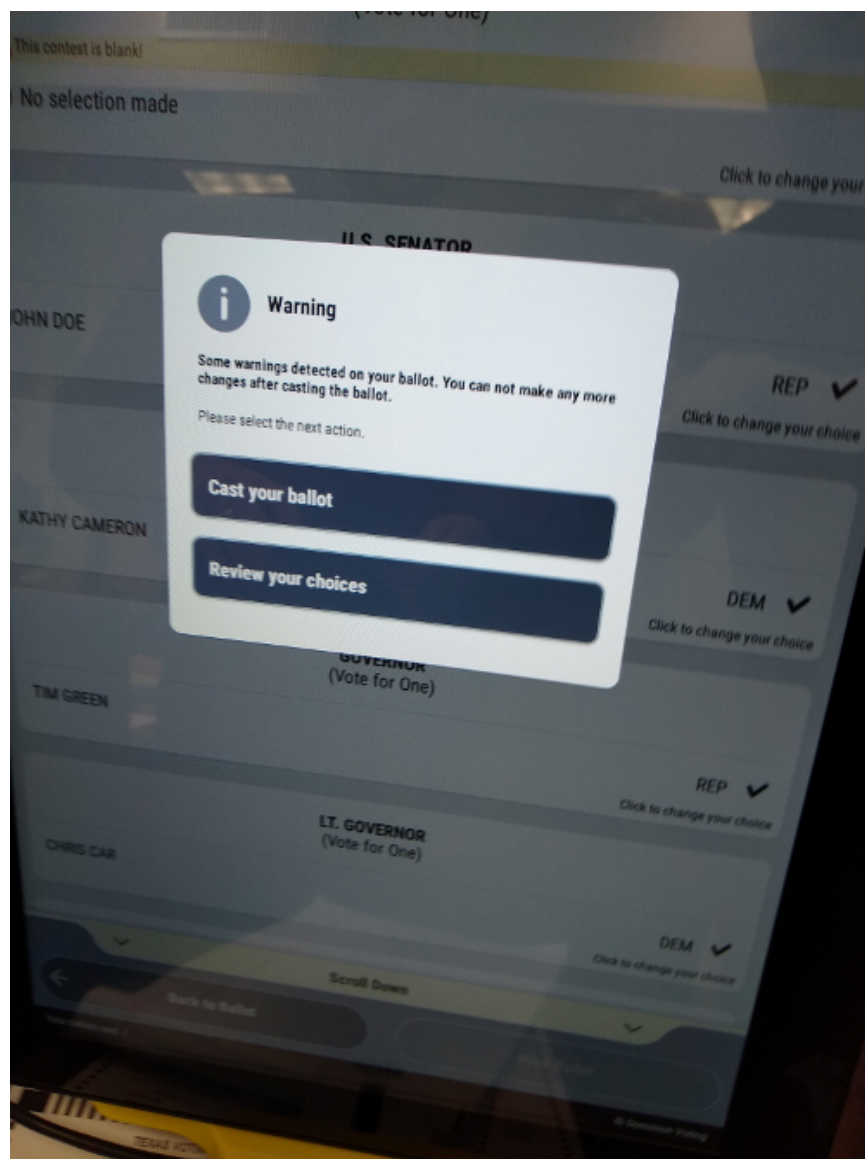 (Vote for One)
This contest is blank!
No selection made
Click to change your
U.S. SENATOR
OHN DOE
REP
Click to change your choice
Warning
Some warnings detected on your ballot. You can not make any more
changes after casting the ballot.
Please select the next action.
Cast your ballot
Review your choices
KATHY CAMERON
DEM
Click to change your choice
GOVERNOR
(Vote for One)
TIM GREEN
REP
Click to change your choice
LT. GOVERNOR
(Vote for One)
CHRIS CAR
DEM
Click to change your choice
Scroll Down
Back to Ballot
© Dominion Voting
TEXAS VOT